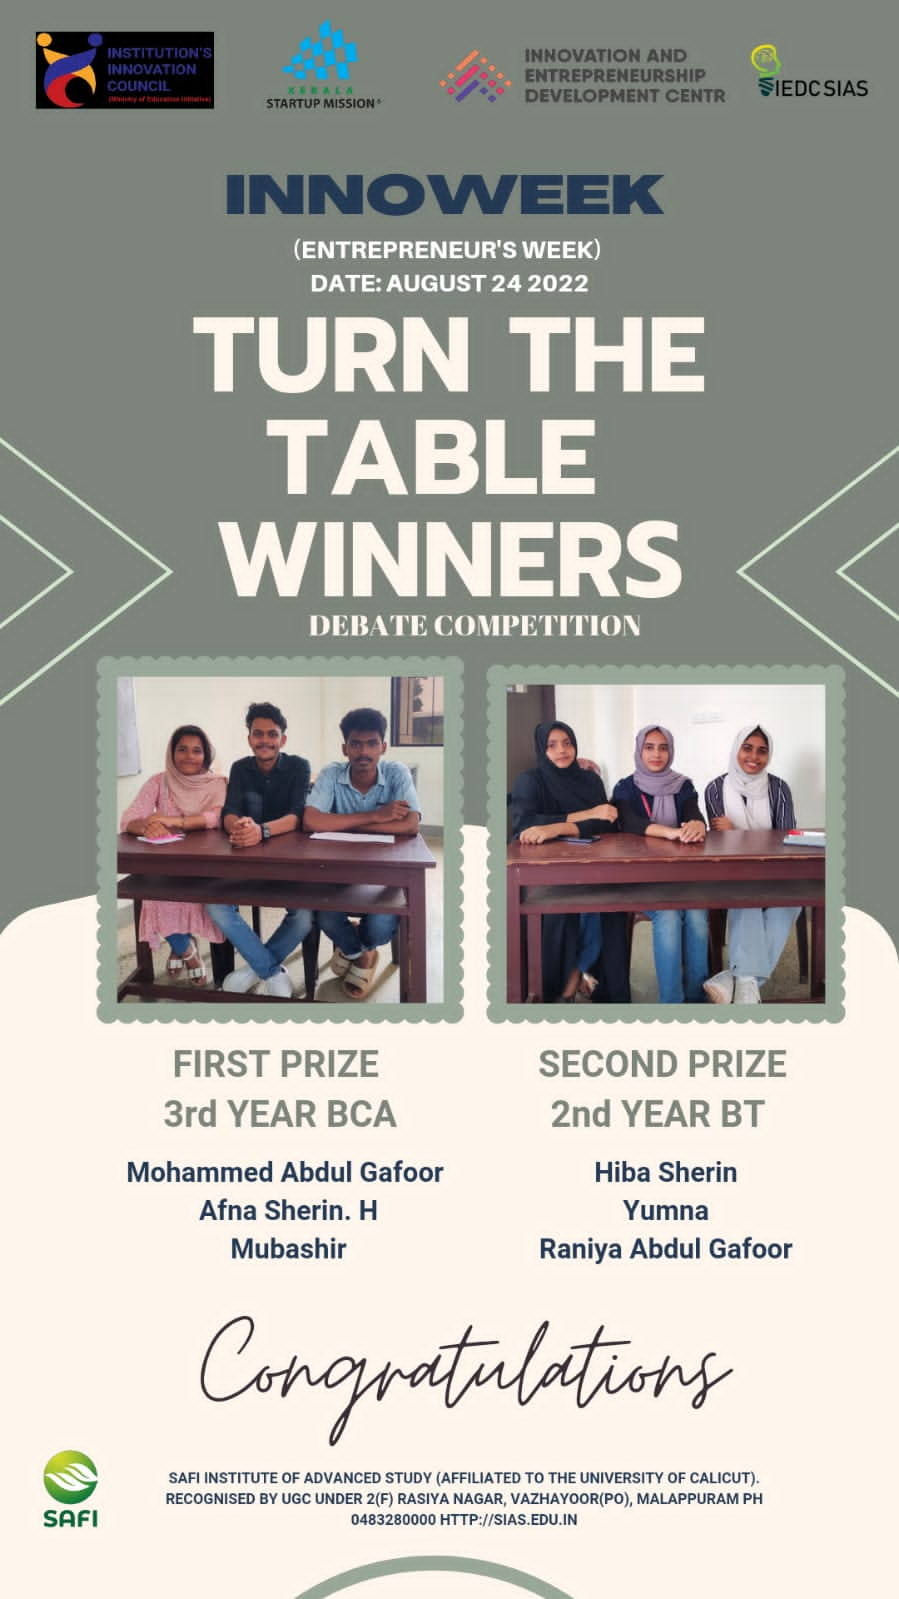 INSTITUTION'S
INNOVATION
COUNCIL
(Ministry of Education Initiative)
KERALA
STARTUP MISSION
INNOVATION AND
ENTREPRENEURSHIP
DEVELOPMENT CENTR
IEDC SIAS
INNOWEEK
(ENTREPRENEUR'S WEEK)
DATE: AUGUST 24 2022
TURN THE
TABLE
WINNERS
DEBATE COMPETITION
FIRST PRIZE
3rd YEAR BCA
Mohammed Abdul Gafoor
Afna Sherin. H
Mubashir
SECOND PRIZE
2nd YEAR BT
Hiba Sherin
Yumna
Raniya Abdul Gafoor
Congratulations
SAFI
SAFI INSTITUTE OF ADVANCED STUDY (AFFILIATED TO THE UNIVERSITY OF CALICUT).
RECOGNISED BY UGC UNDER 2(F) RASIYA NAGAR, VAZHAYOOR(PO), MALAPPURAM PH
0483280000 HTTP://SIAS.EDU.IN